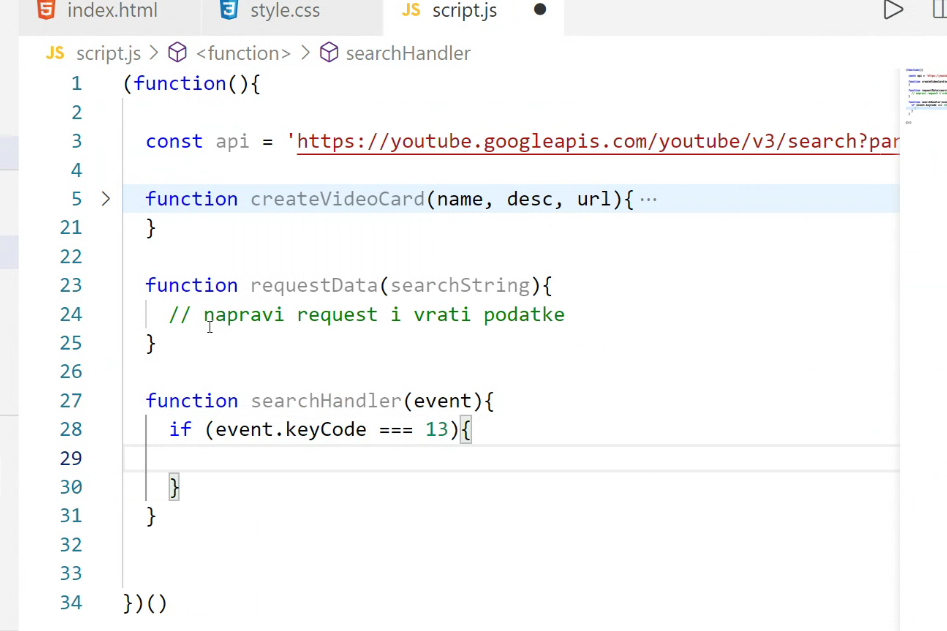 index.html
style.css
JS script.js
JS script.js > <function> > searchHandler
1 (function(){
2
3 const api = 'https://youtube.googleapis.com/youtube/v3/search?par
4
5 function createVideoCard(name, desc, url){ ···
21 }
22
23 function requestData(searchString){
24 // napravi request i vrati podatke
25 }
26
27 function searchHandler(event){
28 if (event.keyCode === 13){
29
30 }
31 }
32
33
34 })()